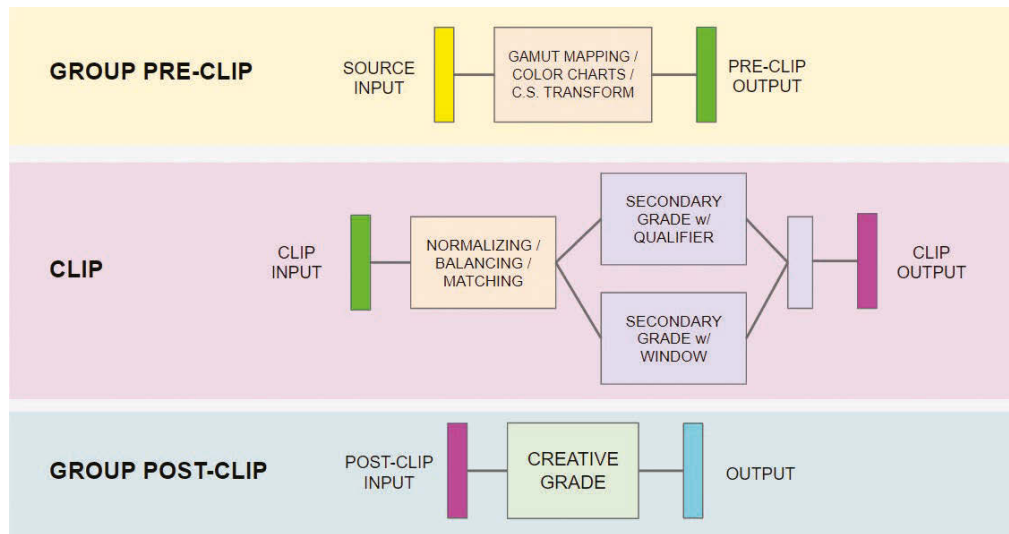 GROUP PRE-CLIP
SOURCE
INPUT
GAMUT MAPPING /
COLOR CHARTS /
C.S. TRANSFORM
PRE-CLIP
OUTPUT
CLIP
CLIP
INPUT
NORMALIZING /
BALANCING /
MATCHING
SECONDARY
GRADE w/
QUALIFIER
SECONDARY
GRADE w/
WINDOW
CLIP
OUTPUT
GROUP POST-CLIP
POST-CLIP
INPUT
CREATIVE
GRADE
OUTPUT